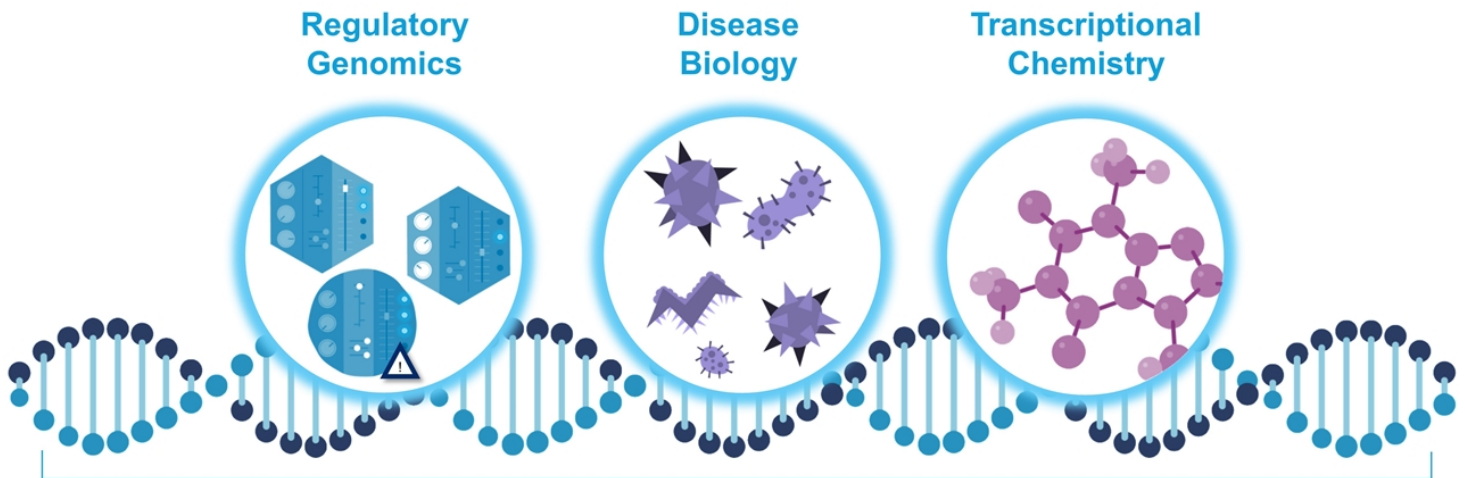 Regulatory
Genomics
Disease
Biology
Transcriptional
Chemistry
!